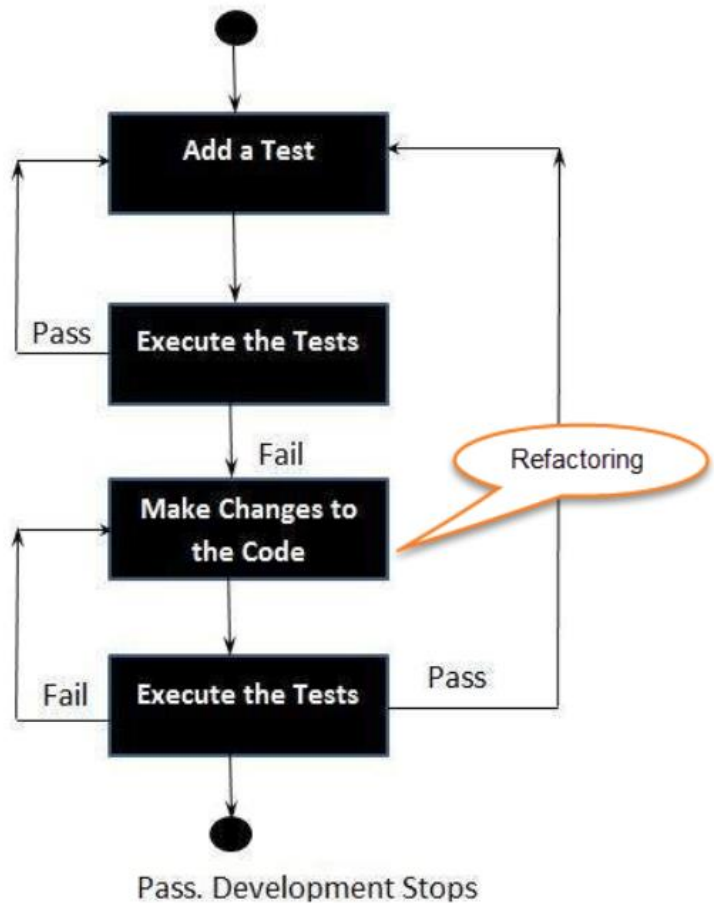 Add a Test
Pass
Execute the Tests
Fail
Refactoring
Make Changes to
the Code
Fail
Execute the Tests
Pass
Pass. Development Stops